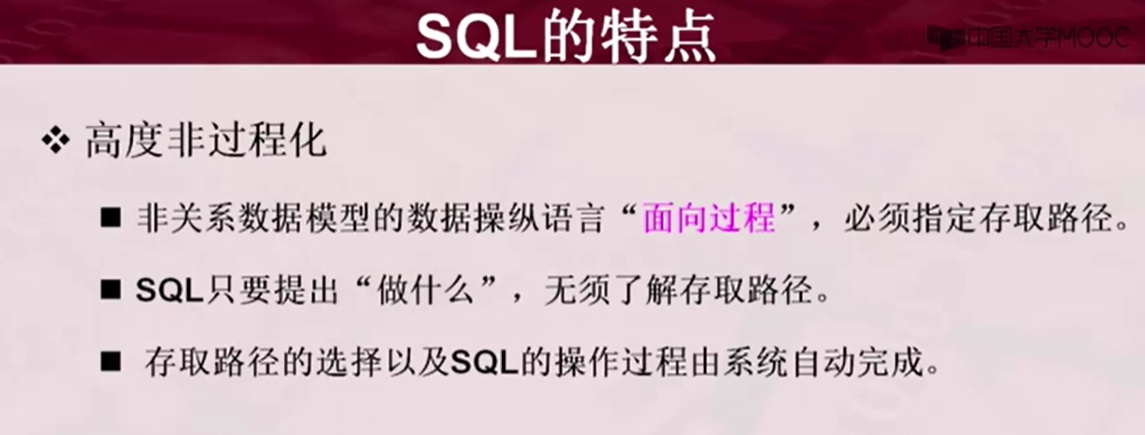 SQL的特点
中国大学MOOC
❖ 高度非过程化
■ 非关系数据模型的数据操纵语言“面向过程”，必须指定存取路径。
■ SQL只要提出“做什么”，无须了解存取路径。
■ 存取路径的选择以及SQL的操作过程由系统自动完成。